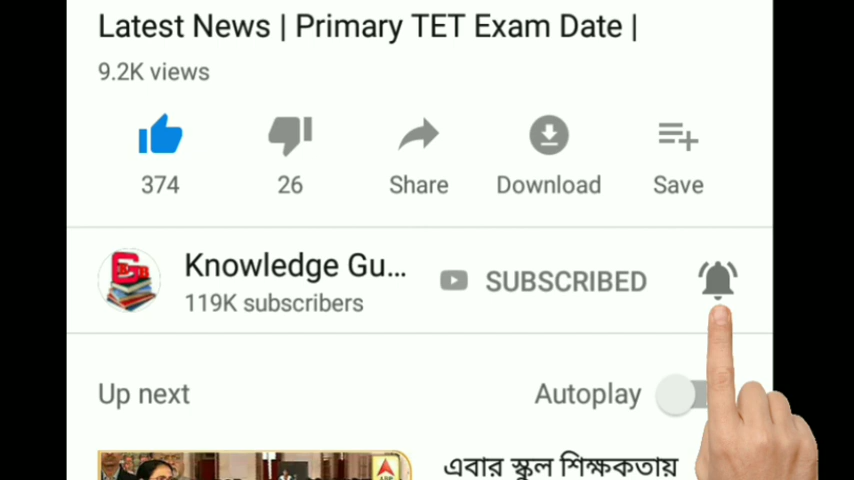 Latest News | Primary TET Exam Date |
9.2K views
374
26
Share
Download
Save
Knowledge Gu...
119K subscribers
SUBSCRIBED
Up next
Autoplay
এবার স্কুল শিক্ষকতায়